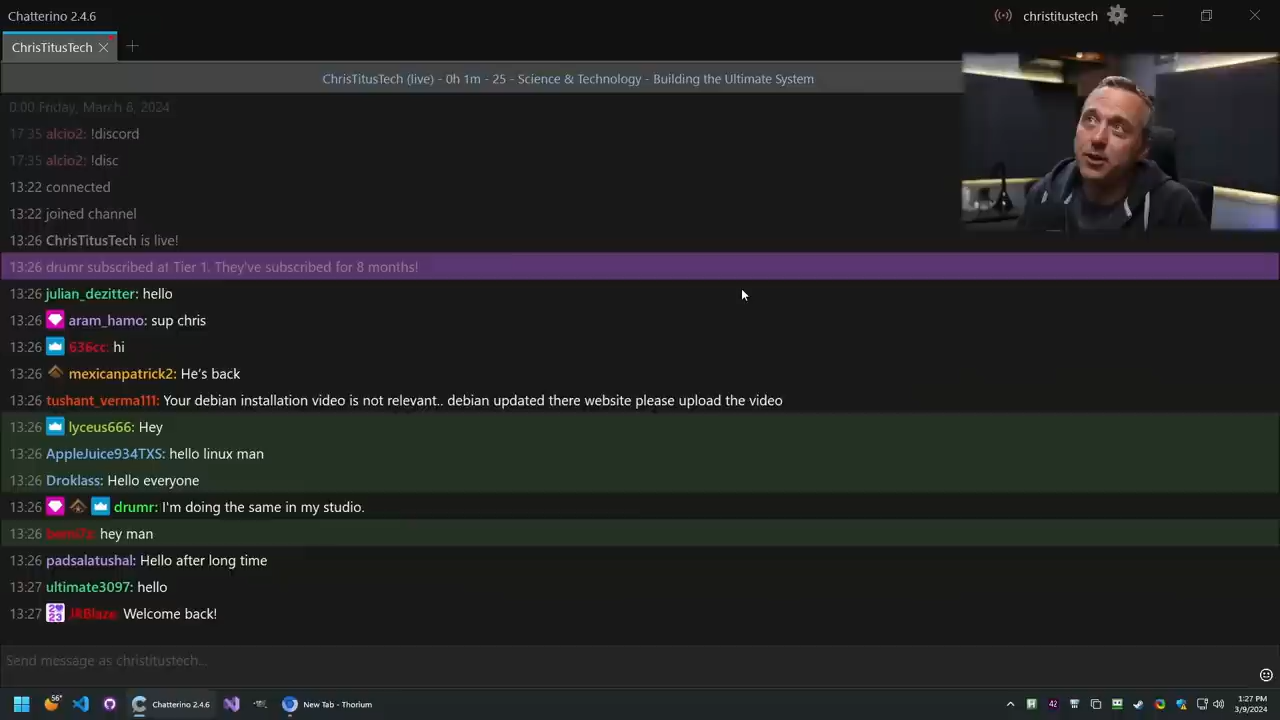 Chatterino 2.4.6
christitustech
ChrisTitusTech
ChrisTitusTech (live) - 0h 1m - 25 - Science & Technology - Building the Ultimate System
0:00 Friday, March 8, 2024
17:35 alcio2: !discord
17:35 alcio2: !disc
13:22 connected
13:22 joined channel
13:26 ChrisTitusTech is live!
13:26 drumr subscribed at Tier 1. They've subscribed for 8 months!
13:26 julian_dezitter: hello
13:26 aram_hamo: sup chris
13:26 636cc: hi
13:26 mexicanpatrick2: He's back
13:26 tushant_verma111: Your debian installation video is not relevant.. debian updated there website please upload the video
13:26 lyceus666: Hey
13:26 AppleJuice934TXS: hello linux man
13:26 Droklass: Hello everyone
13:26 drumr: I'm doing the same in my studio.
13:26 hey man
13:26 padsalatushal: Hello after long time
13:27 ultimate3097: hello
13:27 2023 Welcome back!
Send message as christitustech...
56°
Chatterino 2.4.6
New Tab - Thorium
42
1:27 PM
3/9/2024